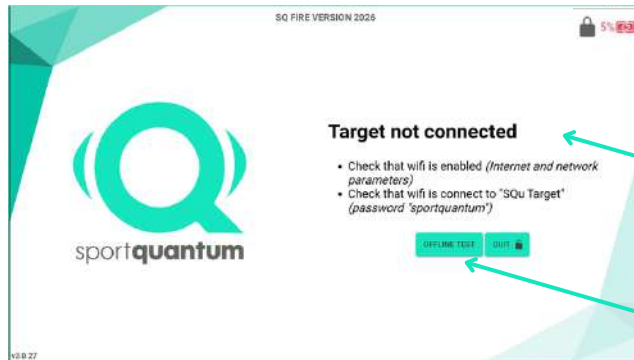 SQ FIRE VERSION 2026
5%
Target not connected
• Check that wifi is enabled (Internet and network
parameters)
• Check that wifi is connect to "SQu Target"
(password "sportquantum")
OFFLINE TEST QUIT
sportquantum
v3.0.27